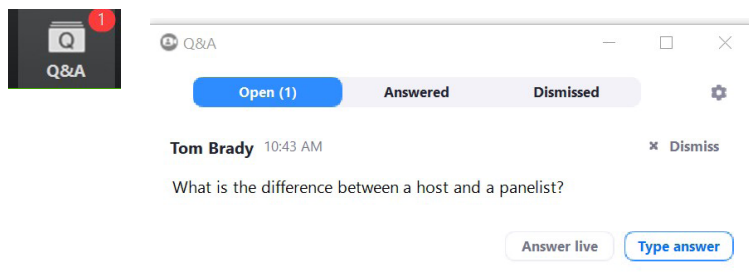 1
Q
Q&A
Q&A
Open (1) Answered Dismissed
Tom Brady 10:43 AM × Dismiss
What is the difference between a host and a panelist?
Answer live Type answer